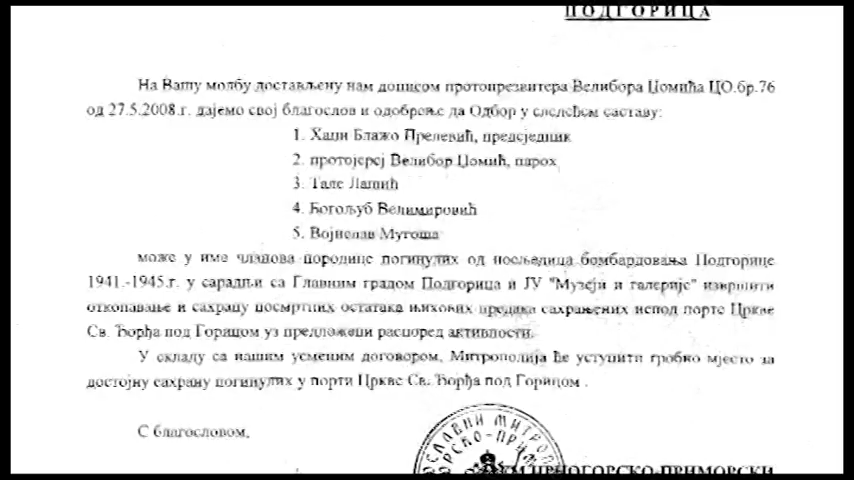 ПОДГОРИЦА
На Вашу молбу достављену нам дописом протопрезвитера Велибора Џомића ЦО.бр.76
од 27.5.2008.г. дајемо свој благослов и одобрење да Одбор у следећем саставу:
1. Хаџи Блажо Прелевић, предсједник
2. протојереј Велибор Џомић, парох
3. Тале Лашић
4. Богољуб Велимировић
5. Војислав Мугоша
може у име чланова породице погинулих од посљедица бомбардовања Подгорице
1941.-1945.г. у сарадљи са Главним градом Подгорица и ЈУ "Музеји и галерије" извршити
откопавање и сахрану посмртних остатака њихових предака сахрањених испод порте Цркве
Св. Ђорђа под Горицом уз предложени распоред активности.
У складу са нашим усменим договором, Митрополија ће уступити гробно мјесто за
достојну сахрану погинулих у порти Цркве Св. Ђорђа под Горицом .
С благословом,
ЦРНОГОРСКО-ПРИМОРСКИ